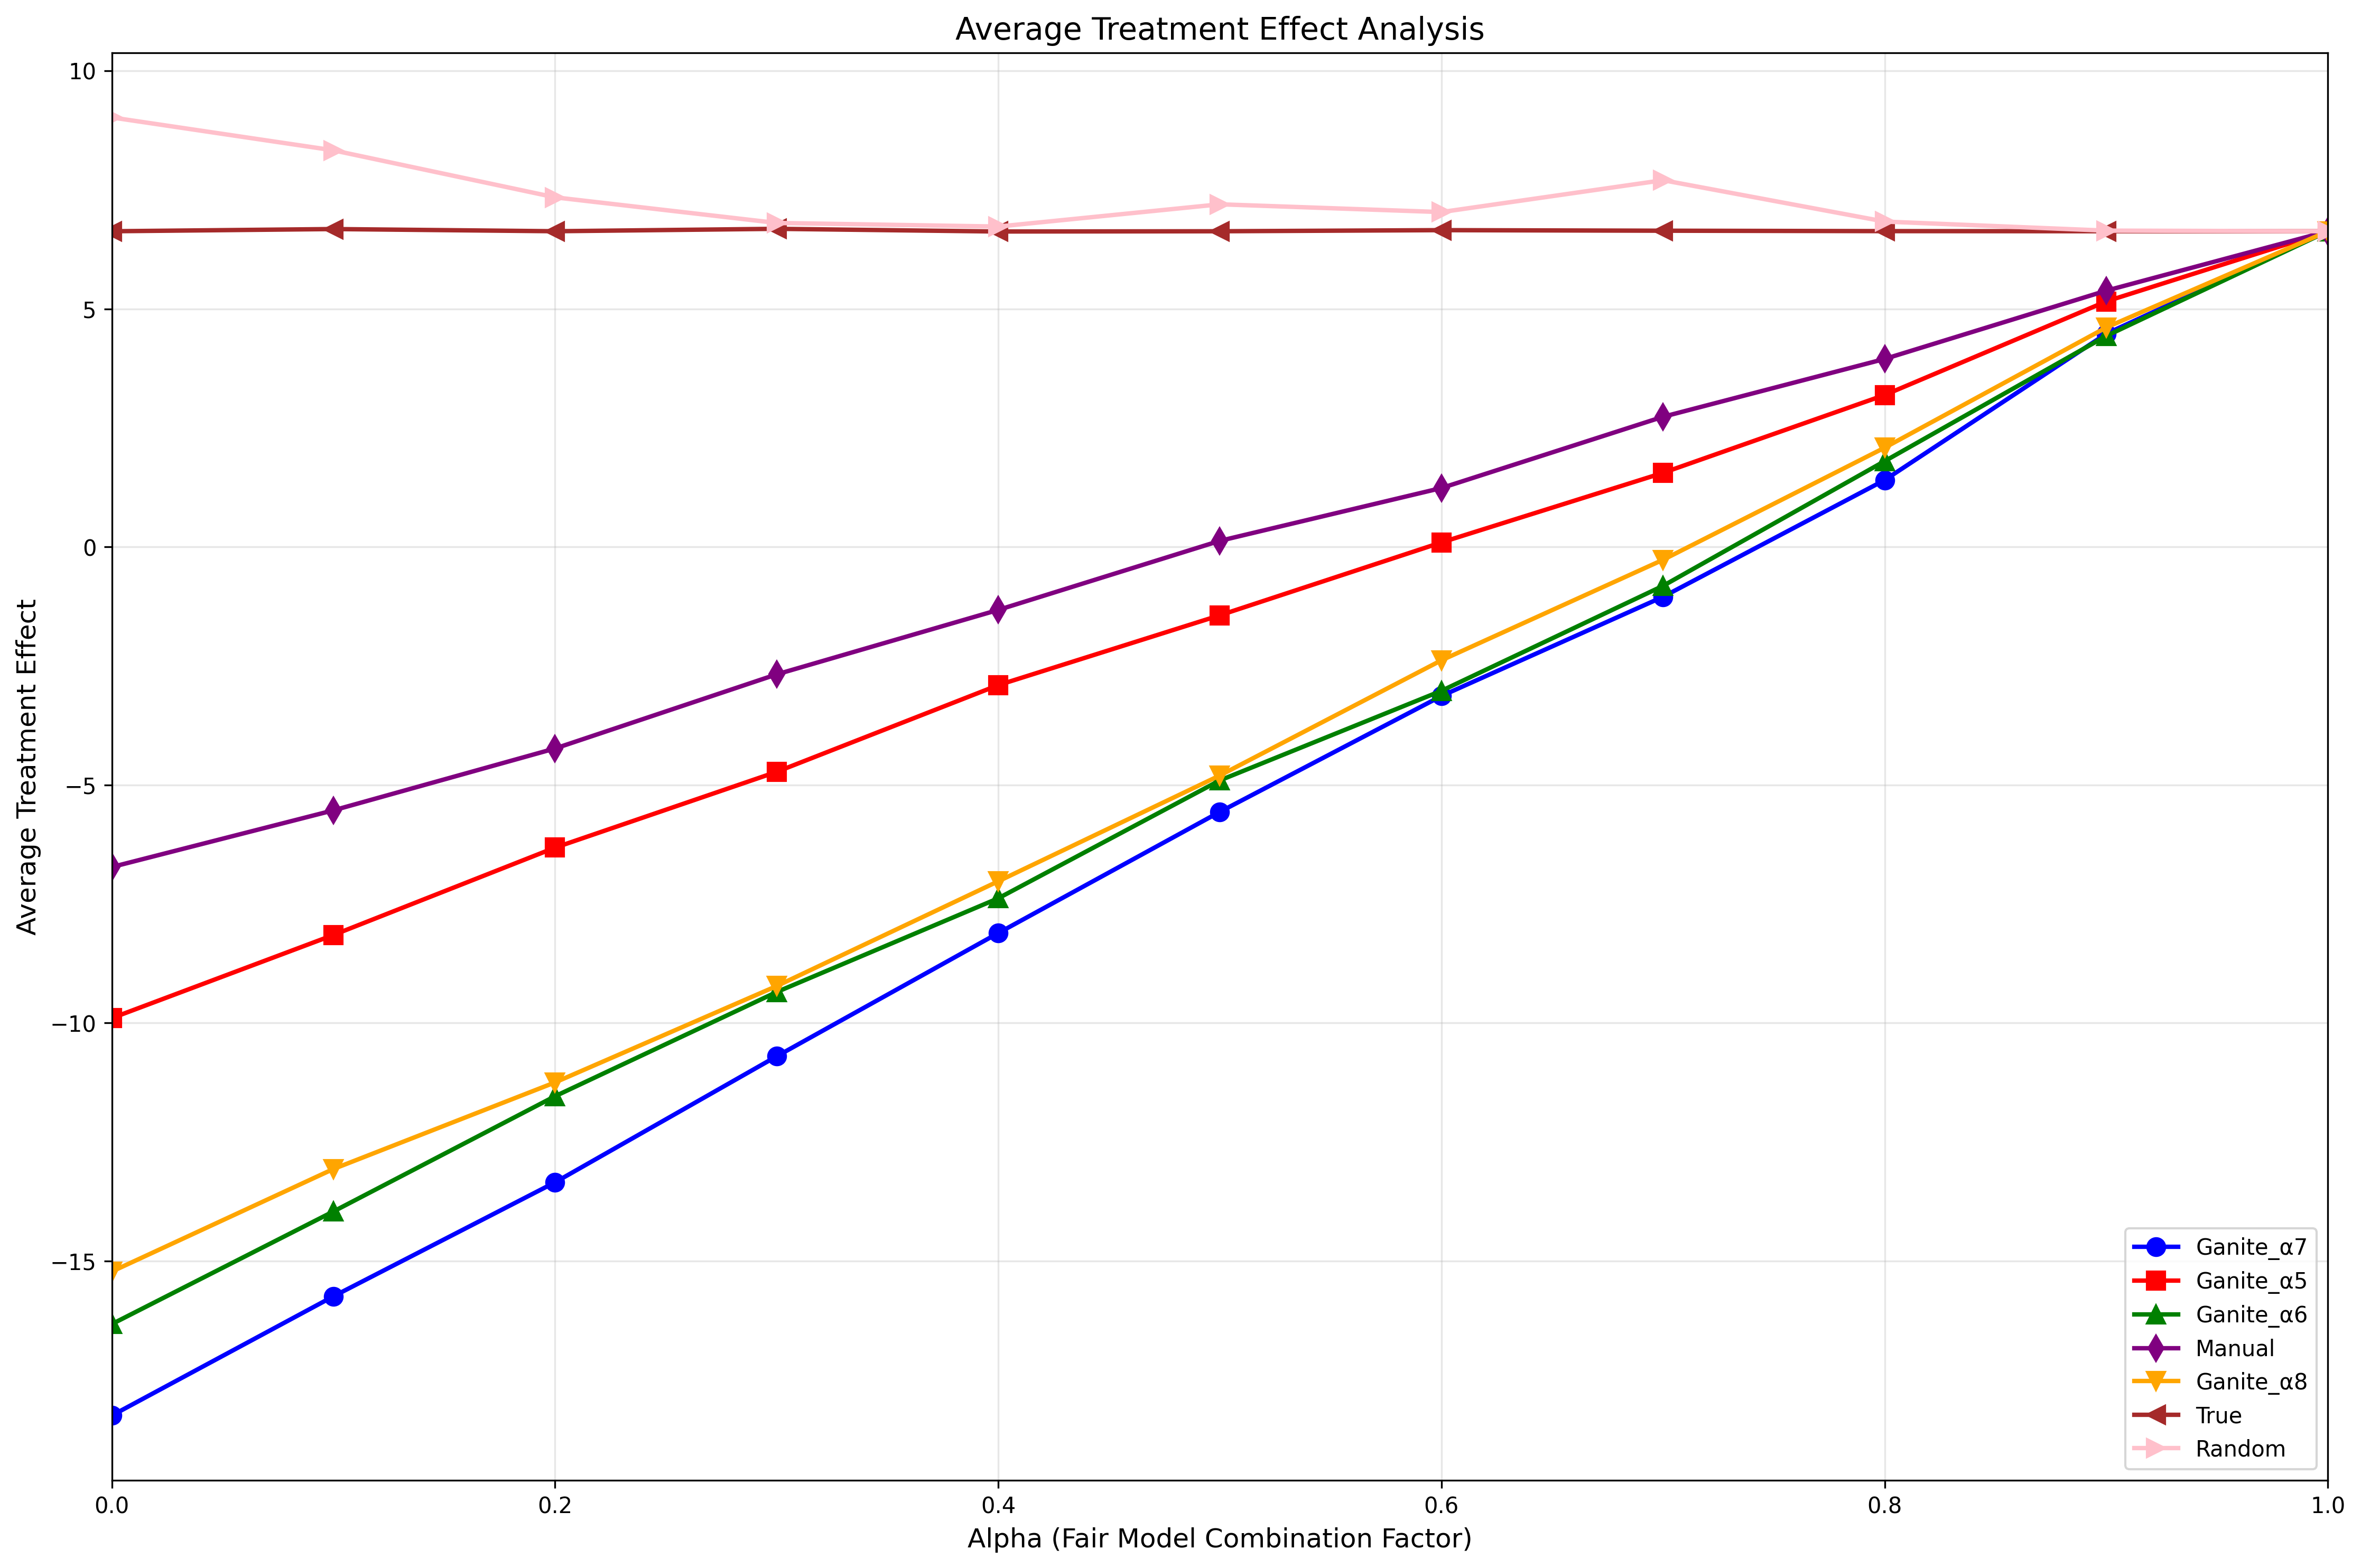 Average Treatment Effect Analysis
Average Treatment Effect
10
5
0
−5
−10
−15
0.0
0.2
0.4
0.6
0.8
1.0
Alpha (Fair Model Combination Factor)
Ganite_α7
Ganite_α5
Ganite_α6
Manual
Ganite_α8
True
Random